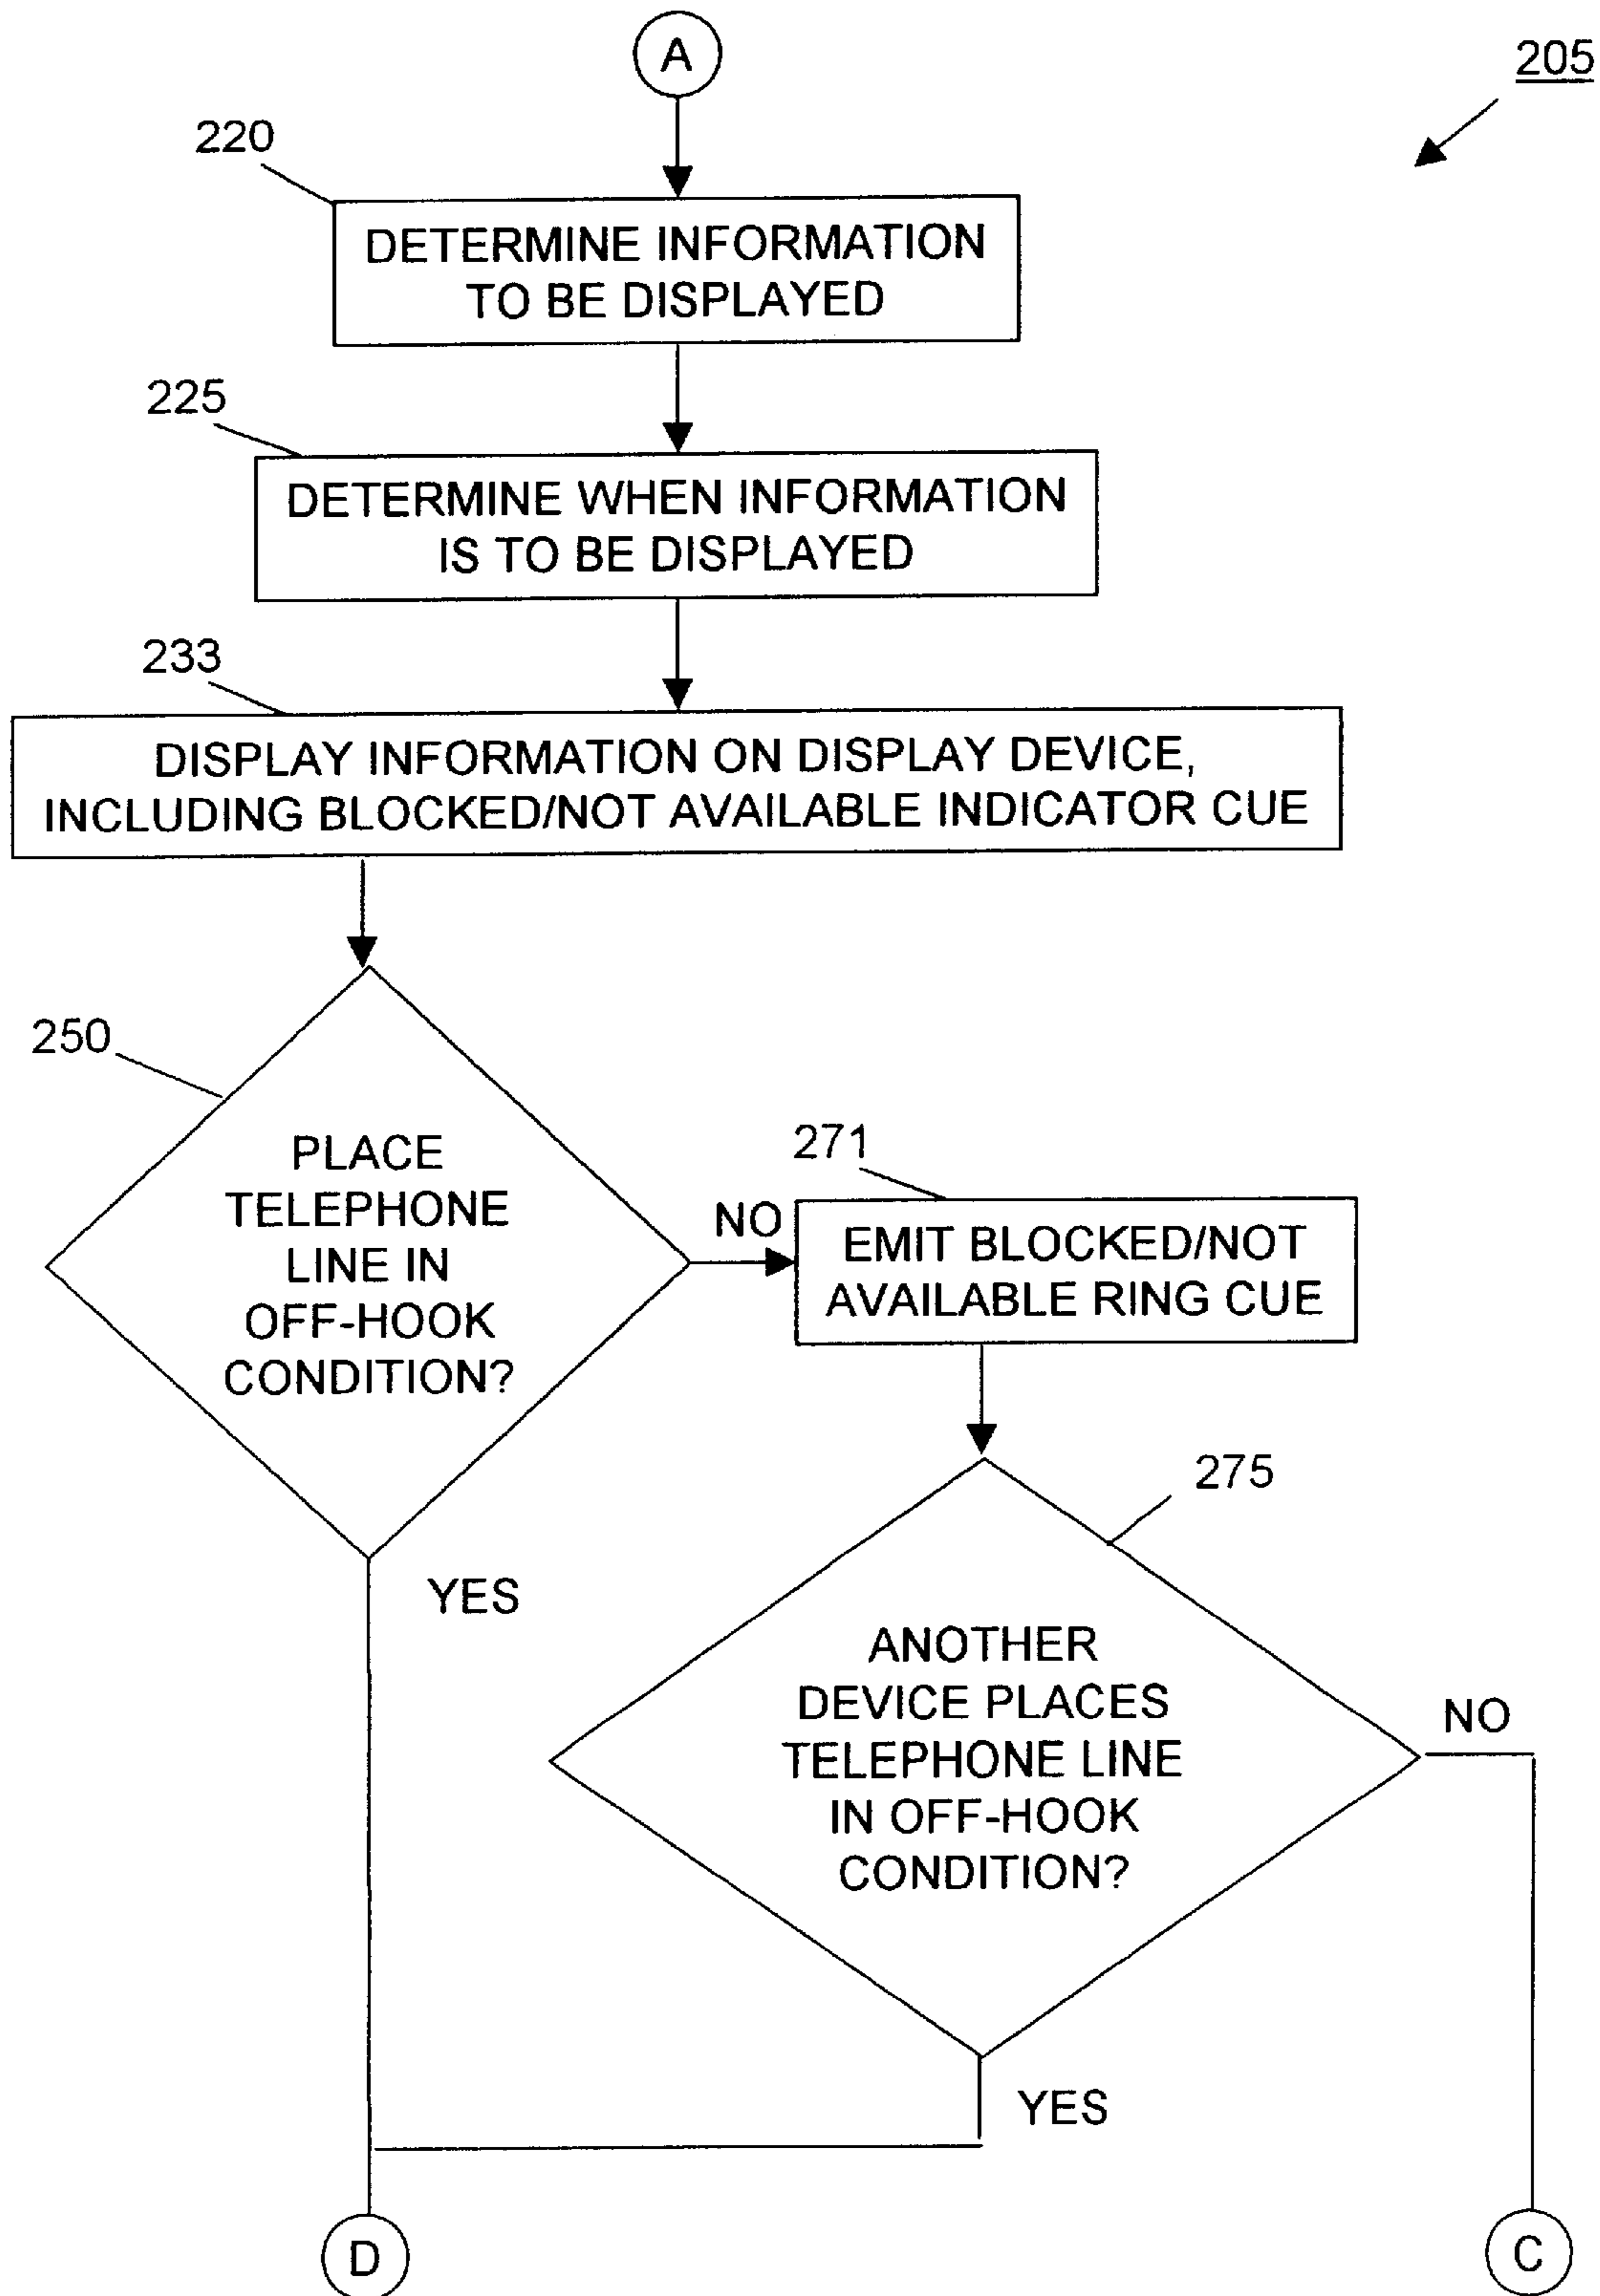 A
205
220
DETERMINE INFORMATION
TO BE DISPLAYED
225
DETERMINE WHEN INFORMATION
IS TO BE DISPLAYED
233
DISPLAY INFORMATION ON DISPLAY DEVICE,
INCLUDING BLOCKED/NOT AVAILABLE INDICATOR CUE
250
PLACE
TELEPHONE
LINE IN
OFF-HOOK
CONDITION?
NO
271
EMIT BLOCKED/NOT
AVAILABLE RING CUE
YES
275
ANOTHER
DEVICE PLACES
TELEPHONE LINE
IN OFF-HOOK
CONDITION?
NO
YES
D
C